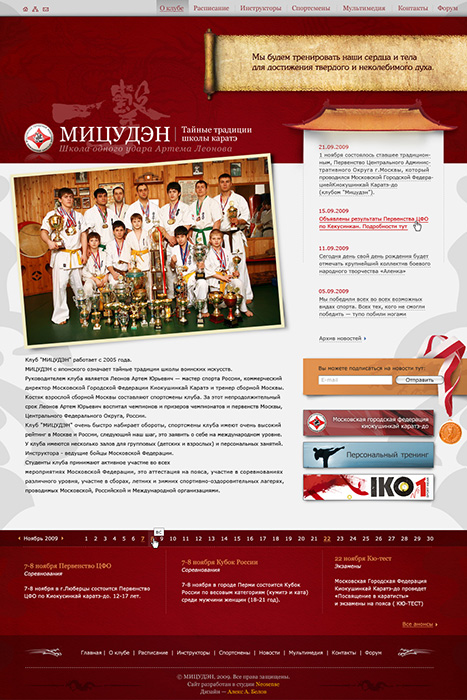 О клубе Расписание Инструкторы Спортсмены Мультимедия Контакты Форум
Мы будем тренировать наши сердца и тела
для достижения твердого и неколебимого духа.
МИЦУДЭН
Тайные традиции
школы каратэ
Школа одного удара Артема Леонова
21.09.2009
1 ноября состоялось ставшее традицион-
ным, Первенство Центрального Админис-
тративного Округа г.Москвы, который
проводился Московской Городской Федера-
циейКиокушинкай Каратэ-до
(клубом "Мицудэн").
15.09.2009
Объявлены результаты Первенства ЦФО
по Киокусинкаи. Подробности тут
11.09.2009
Сегодня день свой день рождения будет
отмечать крупнейший коллектив боевого
народного творчества «Аленка»
05.09.2009
Мы победили всех во всех возможных
видах спорта. Всех тех, кого не смогли
победить — тупо побили ногами
Архив новостей
Вы можете подписаться на новости тут:
E-mail
Отправить
Московская городская федерация
киокушинкай каратэ-до
Персональный тренинг
IKO1
Клуб "МИЦУДЭН" работает с 2005 года.
МИЦУДЭН с японского означает тайные традиции школы воинских искусств.
Руководителем клуба является Леонов Артем Юрьевич — мастер спорта России, коммерческий
директор Московской Городской Федерации Киокушинкай Каратэ и тренер сборной Москвы.
Костяк взрослой сборной Москвы составляют спортсмены клуба. За этот непродолжительный
срок Леонов Артем Юрьевич воспитал чемпионов и призеров чемпионатов и первенств Москвы,
Центрального Федерального Округа, России.
Клуб "МИЦУДЭН" очень быстро набирает обороты, спортсмены клуба имеют очень высокий
рейтинг в Москве и России, следующий наш шаг, это заявить о себе на международном уровне.
У клуба имеются несколько залов для групповых (детских и взрослых) и персональных занятий.
Инструктора - ведущие бойцы Московской Федерации.
Студенты клуба принимают активное участие во всех
мероприятиях Московской Федерации, это аттестация на пояса, участие в соревнованиях
различного уровня, участие в сборах, летних и зимних спортивно-оздоровительных лагерях,
проводимых Московской, Российской и Международной организациями.
Ноябрь 2009 1 2 3 4 5 6 7 8 9 10 11 12 13 14 15 16 17 18 19 20 21 22 23 24 25 26 27 28 29 30
ВС
7-8 ноября Первенство ЦФО
Соревнования
7-8 ноября в г.Люберцы состоится Первенство
ЦФО по Киокусинкай каратэ-до. 12-17 лет.
7-8 ноября Кубок России
Соревнования
7-8 ноября в городе Перми состоится Кубок
России по весовым категориям (кумитэ и ката)
среди мужчин и женщин (18-21 год).
22 ноября Кю-тест
Экзамены
Московская Городская Федерация
Киокушинкай Каратэ-до проведет
«Посвящение в каратисты»
и экзамены на пояса ( КЮ-ТЕСТ)
Все анонсы
Главная | О клубе | Расписание | Инструкторы | Спортсмены | Новости | Мультимедия | Контакты | Форум
© МИЦУДЭН, 2009. Все права защищены.
Сайт разработан в студии Neonesse
Дизайн — Алекс А. Белов